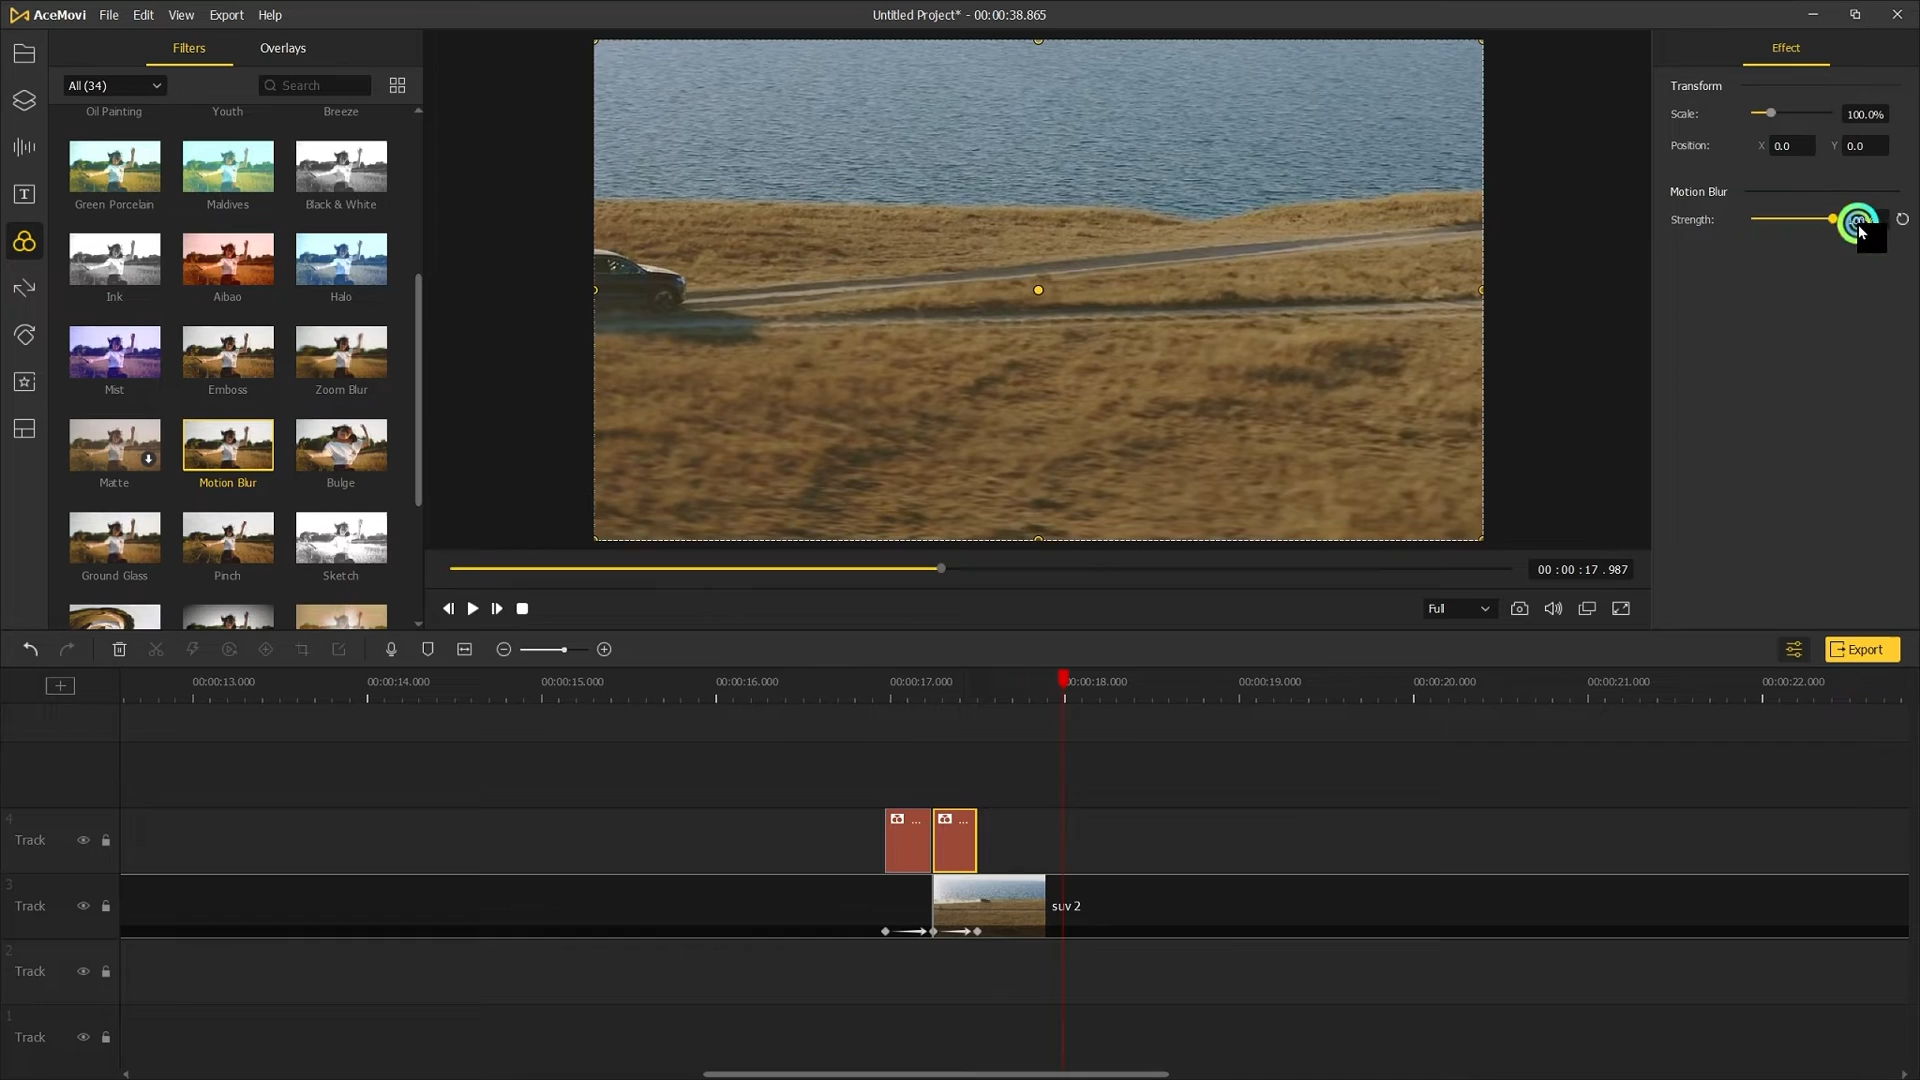 AceMovi File Edit View Export Help Untitled Project* - 00:00:38.865
Filters Overlays
All (34) Search
Oil Painting Youth Breeze
Green Porcelain Maldives Black & White
Ink Aibao Halo
Mist Emboss Zoom Blur
Matte Motion Blur Bulge
Ground Glass Pinch Sketch
Effect
Transform
Scale: 100.0%
Position: X 0.0 Y 0.0
Motion Blur
Strength:
00 : 00 : 17 . 987
Full
Export
00:00:13.000 00:00:14.000 00:00:15.000 00:00:16.000 00:00:17.000 00:00:18.000 00:00:19.000 00:00:20.000 00:00:21.000 00:00:22.000
4
Track ... ...
3
Track suv 2
2
Track
1
Track